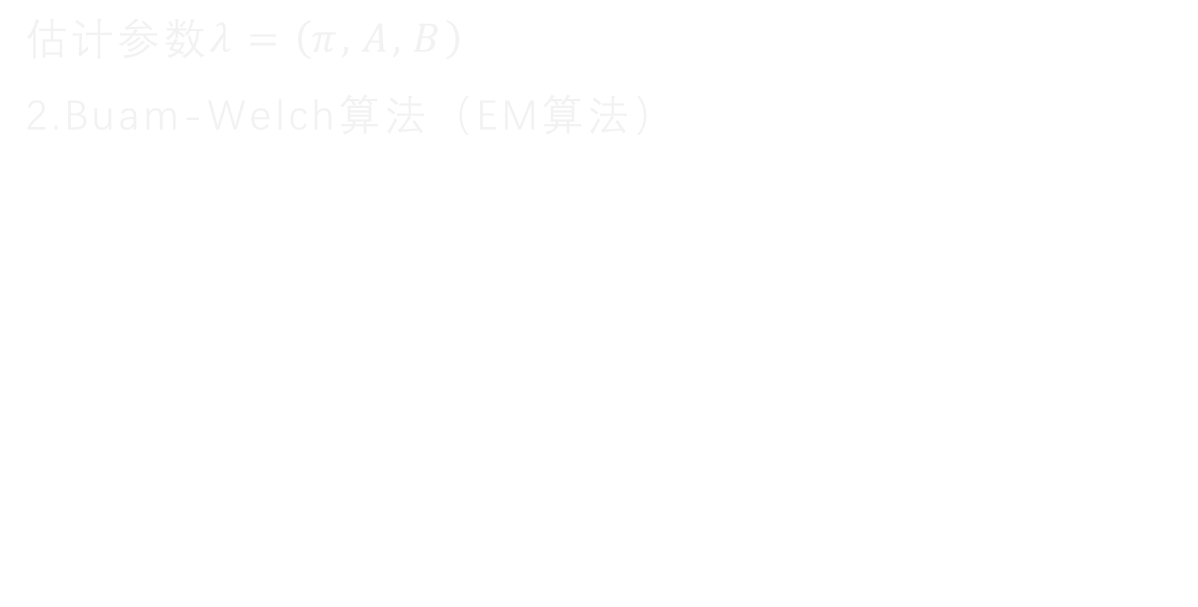 估计参数λ = (π, A, B)
2.Buam-Welch算法（EM算法）